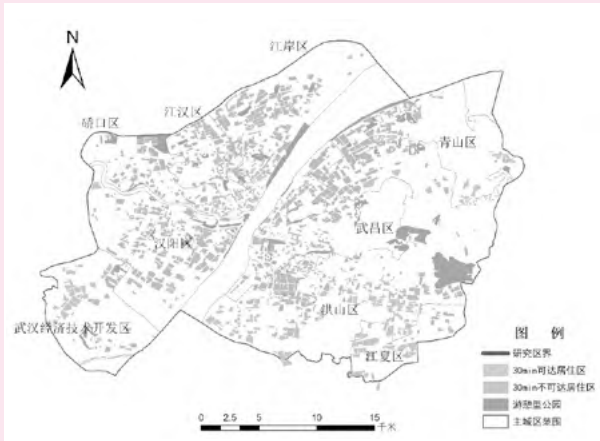 N
江岸区
江汉区
硚口区
青山区
武昌区
汉阳区
洪山区
武汉经济技术开发区
江夏区
图 例
研究区界
30min可达居住区
30min不可达居住区
游憩型公园
主城区范围
0 2.5 5 10 15
千米